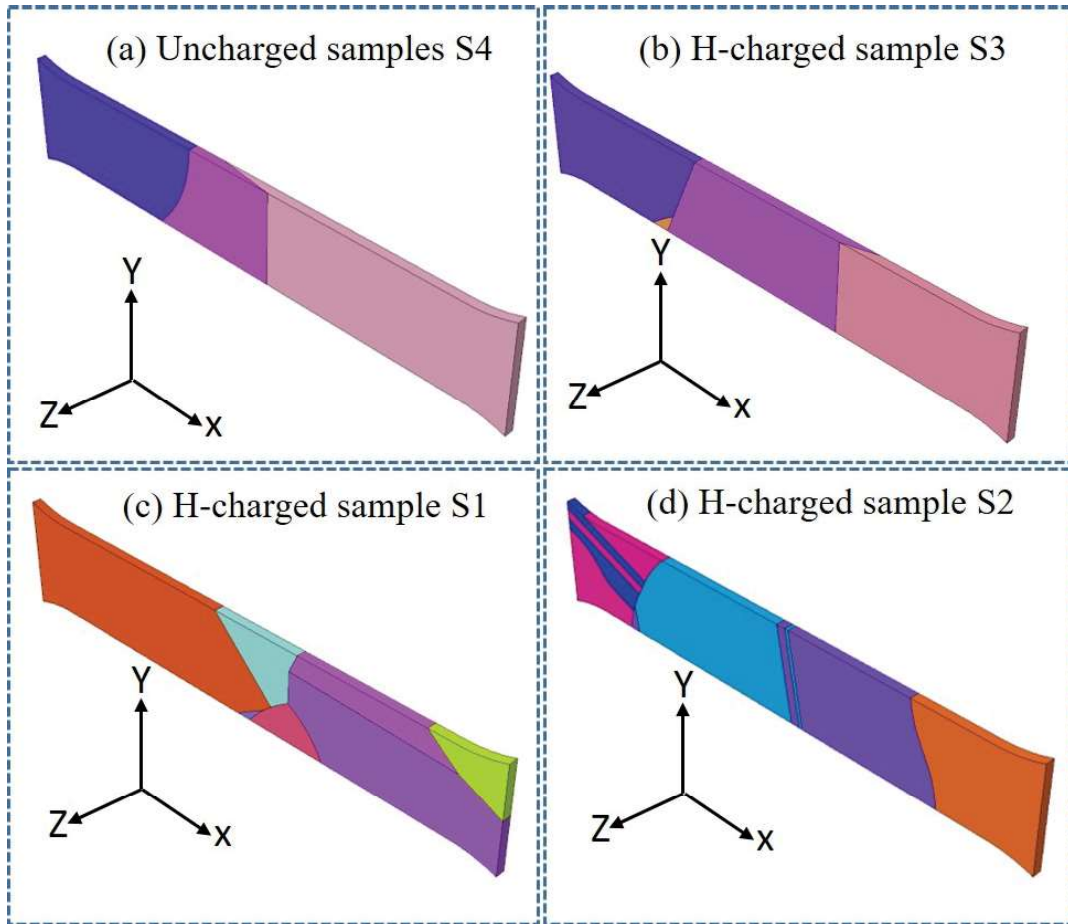 (a) Uncharged samples S4
Y
Z
X
(b) H-charged sample S3
Y
Z
X
(c) H-charged sample S1
Y
Z
X
(d) H-charged sample S2
Y
Z
X